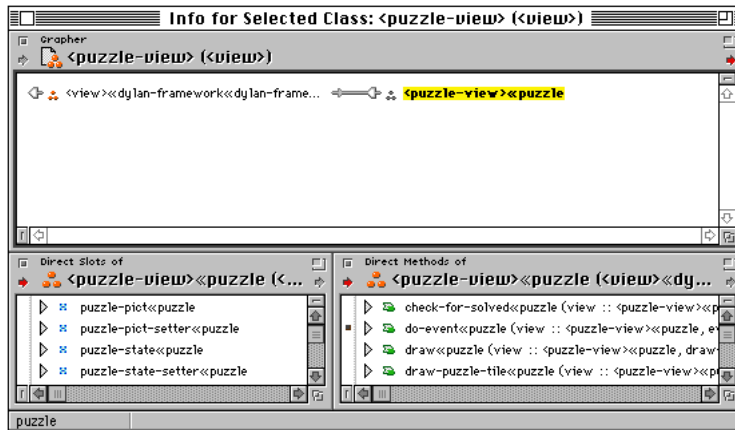 Info for Selected Class: <puzzle-view> (<view>)
Grapher
<puzzle-view> (<view>)
<view>«dylan-framework«dylan-frame... <puzzle-view>«puzzle
Direct Slots of
<puzzle-view>«puzzle (<...
puzzle-pict«puzzle
puzzle-pict-setter«puzzle
puzzle-state«puzzle
puzzle-state-setter«puzzle
Direct Methods of
<puzzle-view>«puzzle (<view>«dy...
check-for-solved«puzzle (view :: <puzzle-view>«p
do-event«puzzle (view :: <puzzle-view>«puzzle, ev
draw«puzzle (view :: <puzzle-view>«puzzle, draw-
draw-puzzle-tile«puzzle (view :: <puzzle-view>«pu
puzzle